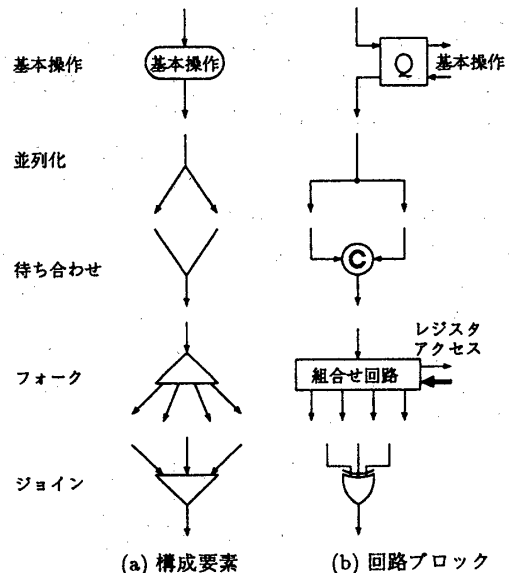 基本操作
基本操作
Q
基本操作
並列化
待ち合わせ
C
レジスタ
アクセス
フォーク
組合せ回路
ジョイン
(a) 構成要素
(b) 回路ブロック